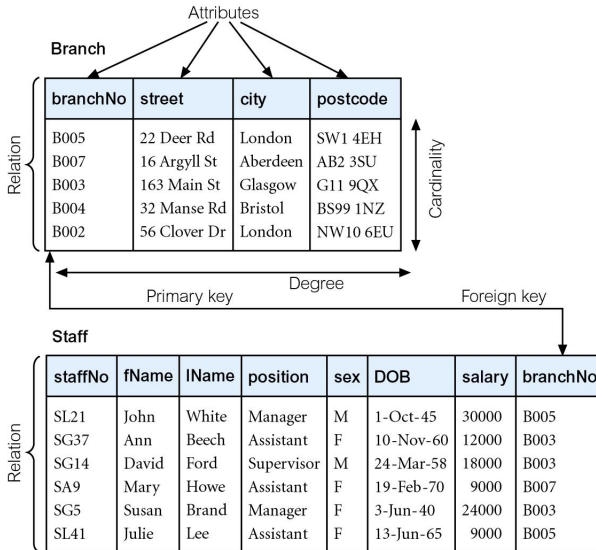 Attributes
Branch
branchNo street city postcode
B005 22 Deer Rd London SW1 4EH
B007 16 Argyll St Aberdeen AB2 3SU
B003 163 Main St Glasgow G11 9QX
B004 32 Manse Rd Bristol BS99 1NZ
B002 56 Clover Dr London NW10 6EU
Relation
Cardinality
Degree
Primary key
Foreign key
Staff
staffNo fName lName position sex DOB salary branchNo
SL21 John White Manager M 1-Oct-45 30000 B005
SG37 Ann Beech Assistant F 10-Nov-60 12000 B003
SG14 David Ford Supervisor M 24-Mar-58 18000 B003
SA9 Mary Howe Assistant F 19-Feb-70 9000 B007
SG5 Susan Brand Manager F 3-Jun-40 24000 B003
SL41 Julie Lee Assistant F 13-Jun-65 9000 B005
Relation